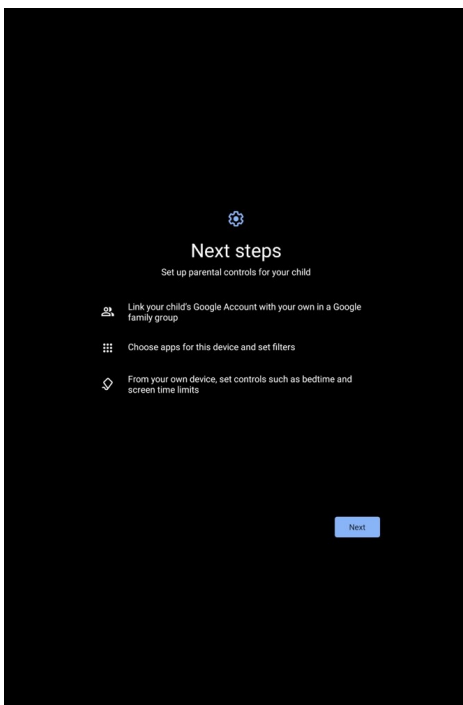 Next steps
Set up parental controls for your child
Link your child's Google Account with your own in a Google
family group
Choose apps for this device and set filters
From your own device, set controls such as bedtime and
screen time limits
Next